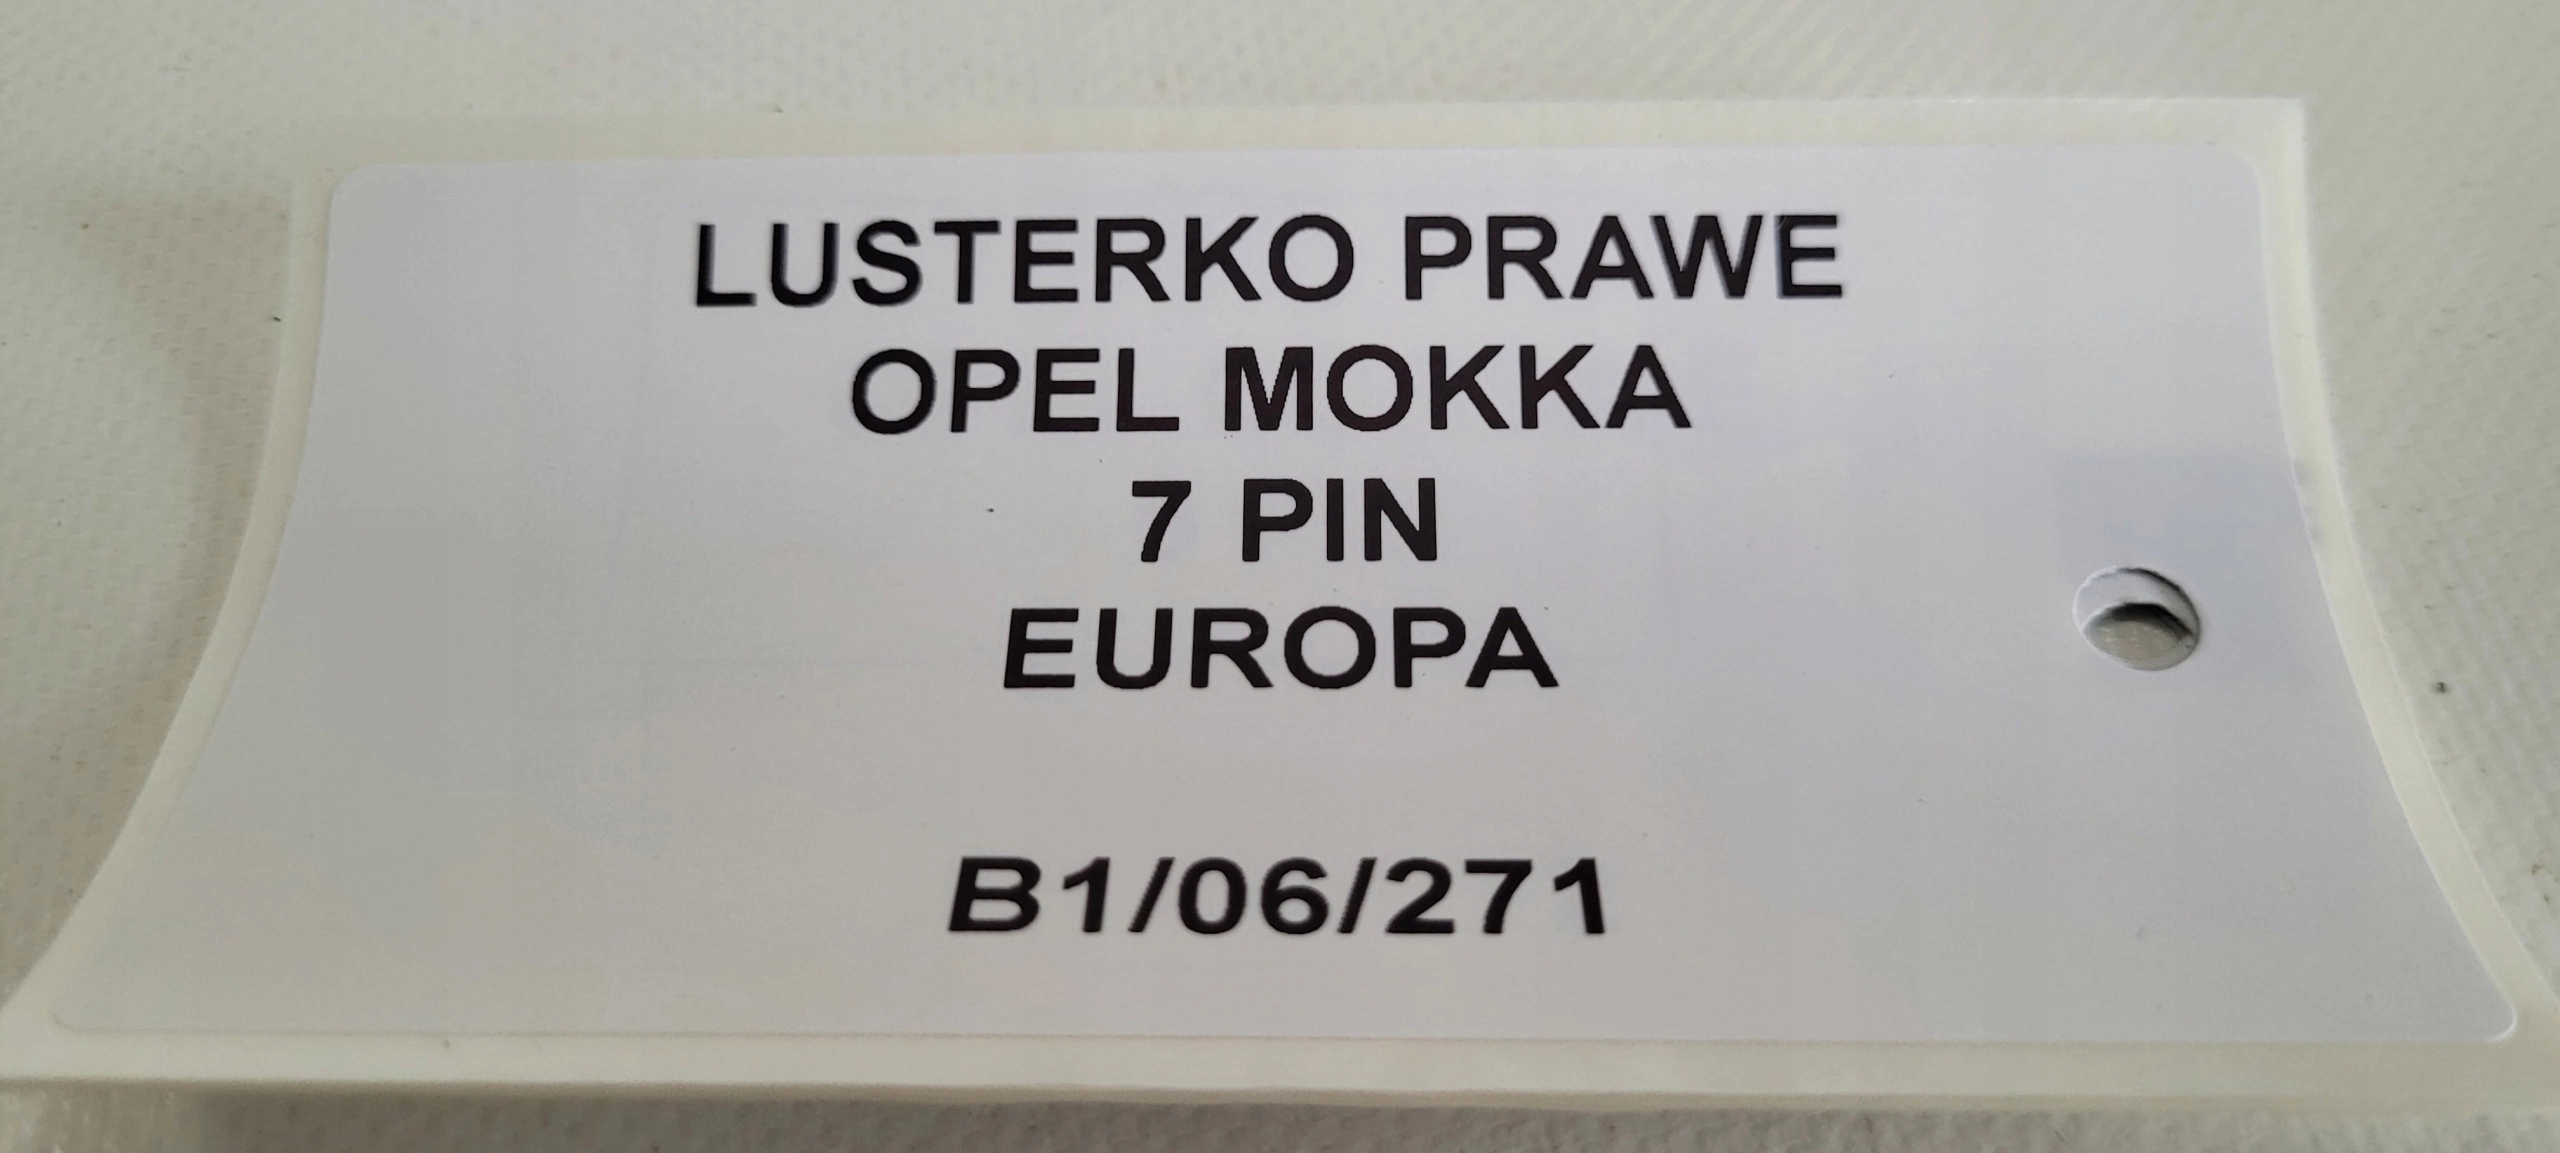 LUSTERKO PRAWE
OPEL MOKKA
7 PIN
EUROPA
B1/06/271